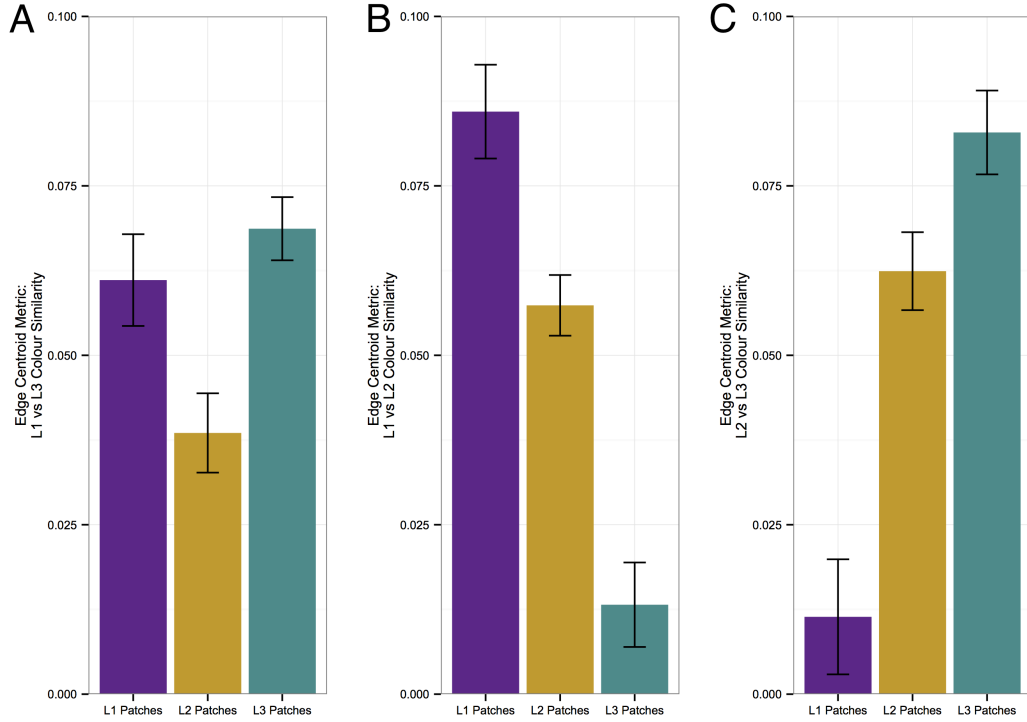 A
Edge Centroid Metric:
L1 vs L3 Colour Similarity
0.100
0.075
0.050
0.025
0.000
L1 Patches
L2 Patches
L3 Patches
B
Edge Centroid Metric:
L1 vs L2 Colour Similarity
0.100
0.075
0.050
0.025
0.000
L1 Patches
L2 Patches
L3 Patches
C
Edge Centroid Metric:
L2 vs L3 Colour Similarity
0.100
0.075
0.050
0.025
0.000
L1 Patches
L2 Patches
L3 Patches